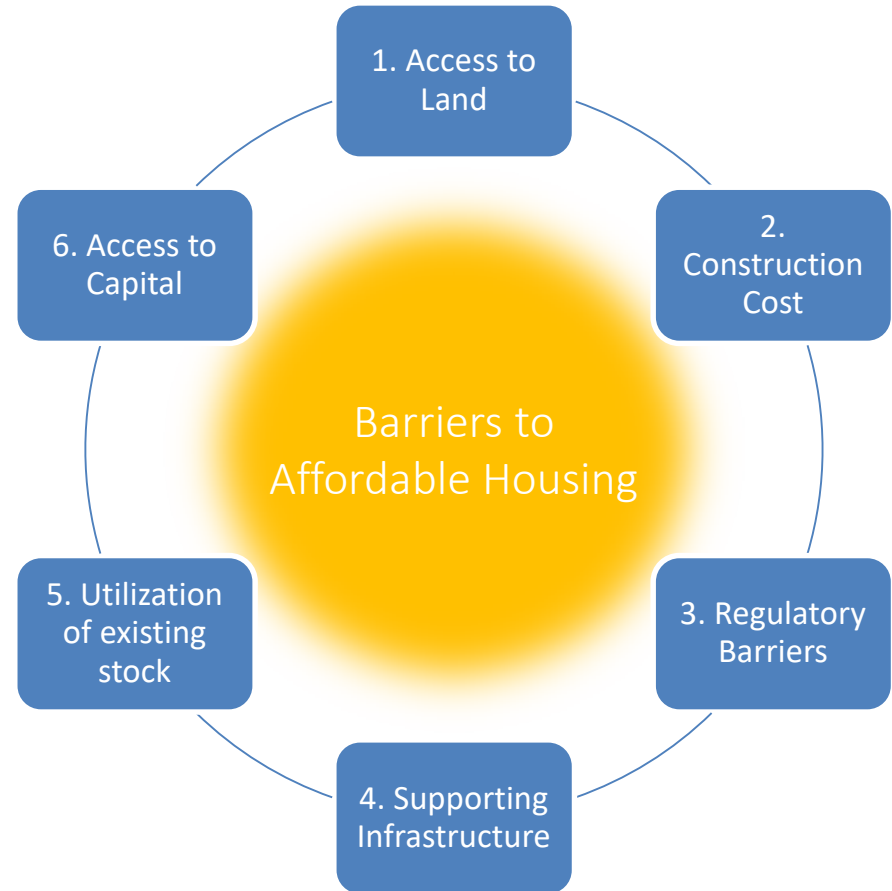 1. Access to
Land
2.
Construction
Cost
3. Regulatory
Barriers
4. Supporting
Infrastructure
5. Utilization
of existing
stock
6. Access to
Capital
Barriers to
Affordable Housing